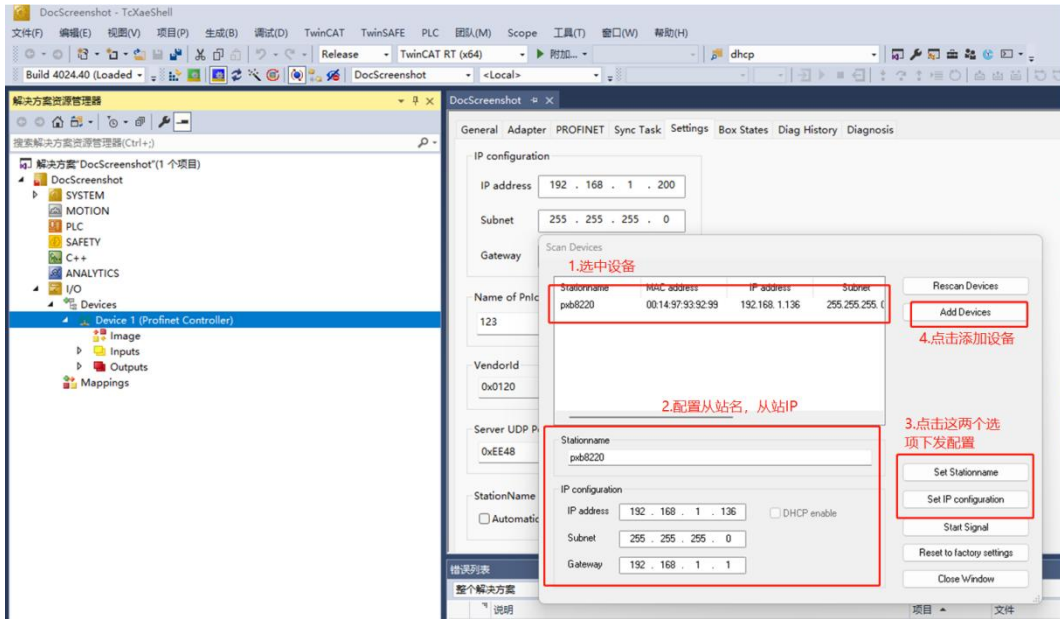 DocScreenshot - TcXaeShell
文件(F) 编辑(E) 视图(V) 项目(P) 生成(B) 调试(D) TwinCAT TwinSAFE PLC 团队(M) Scope 工具(T) 窗口(W) 帮助(H)
Release TwinCAT RT (x64) 附加... dhcp
Build 4024.40 (Loaded DocScreenshot <Local>
解决方案资源管理器
搜索解决方案资源管理器(Ctrl+;)
解决方案"DocScreenshot"(1 个项目)
DocScreenshot
SYSTEM
MOTION
PLC
SAFETY
C++
ANALYTICS
I/O
Devices
Device 1 (Profinet Controller)
Image
Inputs
Outputs
Mappings
DocScreenshot
General Adapter PROFINET Sync Task Settings Box States Diag History Diagnosis
IP configuration
IP address 192 . 168 . 1 . 200
Subnet 255 . 255 . 255 . 0
Gateway
Name of PnIc
123
VendorId
0x0120
Server UDP P
0xEE48
StationName
Automatic
Scan Devices
1.选中设备
Stationname MAC address IP address Subnet
pxb8220 00:14:97:93:92:99 192.168. 1.136 255.255.255. 0
Rescan Devices
Add Devices
4.点击添加设备
2.配置从站名，从站IP
3.点击这两个选
项下发配置
Stationname
pxb8220
IP configuration
IP address 192 . 168 . 1 . 136 DHCP enable
Subnet 255 . 255 . 255 . 0
Gateway 192 . 168 . 1 . 1
Set Stationname
Set IP configuration
Start Signal
Reset to factory settings
Close Window
错误列表
整个解决方案
说明 项目 文件